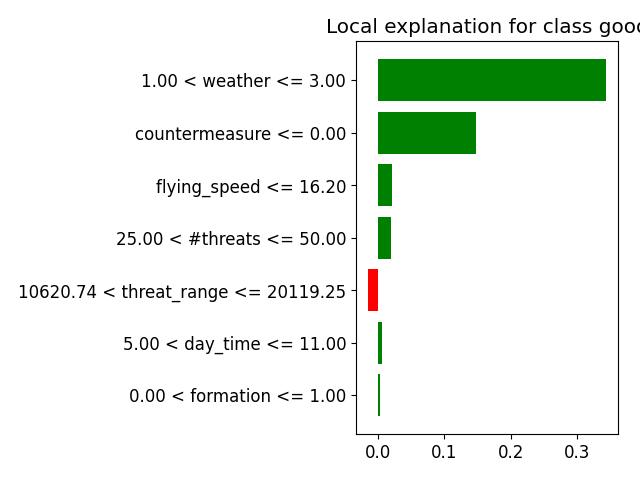 Local explanation for class good
1.00 < weather <= 3.00
countermeasure <= 0.00
flying_speed <= 16.20
25.00 < #threats <= 50.00
10620.74 < threat_range <= 20119.25
5.00 < day_time <= 11.00
0.00 < formation <= 1.00
0.0 0.1 0.2 0.3